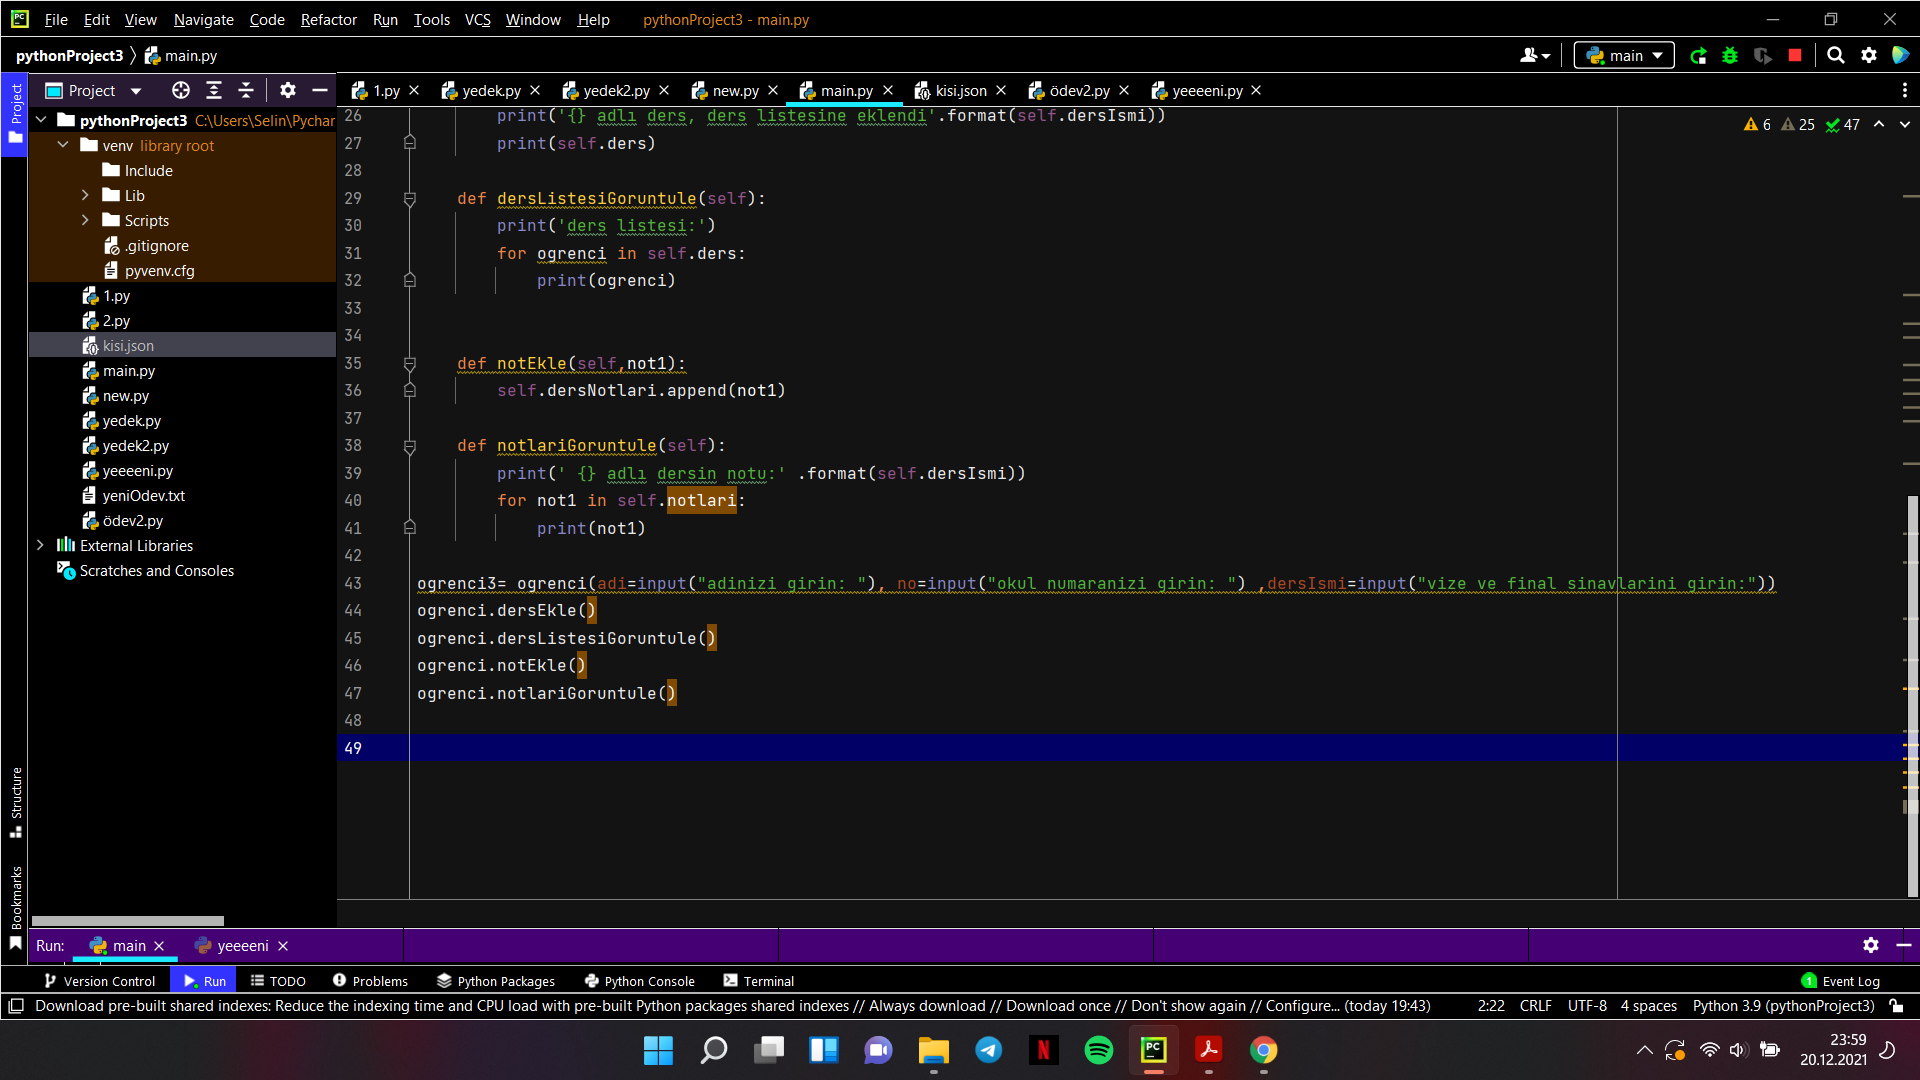 File Edit View Navigate Code Refactor Run Tools VCS Window Help pythonProject3 - main.py
pythonProject3 main.py
main
Project
Project
1.py
yedek.py
yedek2.py
new.py
main.py
kisi.json
ödev2.py
yeeeeni.py
pythonProject3 C:\Users\Selin\Pychar
venv library root
Include
Lib
Scripts
.gitignore
pyvenv.cfg
1.py
2.py
kisi.json
main.py
new.py
yedek.py
yedek2.py
yeeeeni.py
yeniOdev.txt
ödev2.py
External Libraries
Scratches and Consoles
6 25 47
26 print('{} adlı ders, ders listesine eklendi'.format(self.dersIsmi))
27 print(self.ders)
28
29 def dersListesiGoruntule(self):
30 print('ders listesi:')
31 for ogrenci in self.ders:
32 print(ogrenci)
33
34
35 def notEkle(self,not1):
36 self.dersNotlari.append(not1)
37
38 def notlariGoruntule(self):
39 print(' {} adlı dersin notu:' .format(self.dersIsmi))
40 for not1 in self.notlari:
41 print(not1)
42
43 ogrenci3= ogrenci(adi=input("adinizi girin: "), no=input("okul numaranizi girin: ") ,dersIsmi=input("vize ve final sinavlarini girin:"))
44 ogrenci.dersEkle()
45 ogrenci.dersListesiGoruntule()
46 ogrenci.notEkle()
47 ogrenci.notlariGoruntule()
48
49
Structure
Bookmarks
Run: main yeeeeni
Version Control Run TODO Problems Python Packages Python Console Terminal 1 Event Log
Download pre-built shared indexes: Reduce the indexing time and CPU load with pre-built Python packages shared indexes // Always download // Download once // Don't show again // Configure... (today 19:43) 2:22 CRLF UTF-8 4 spaces Python 3.9 (pythonProject3)
23:59
20.12.2021